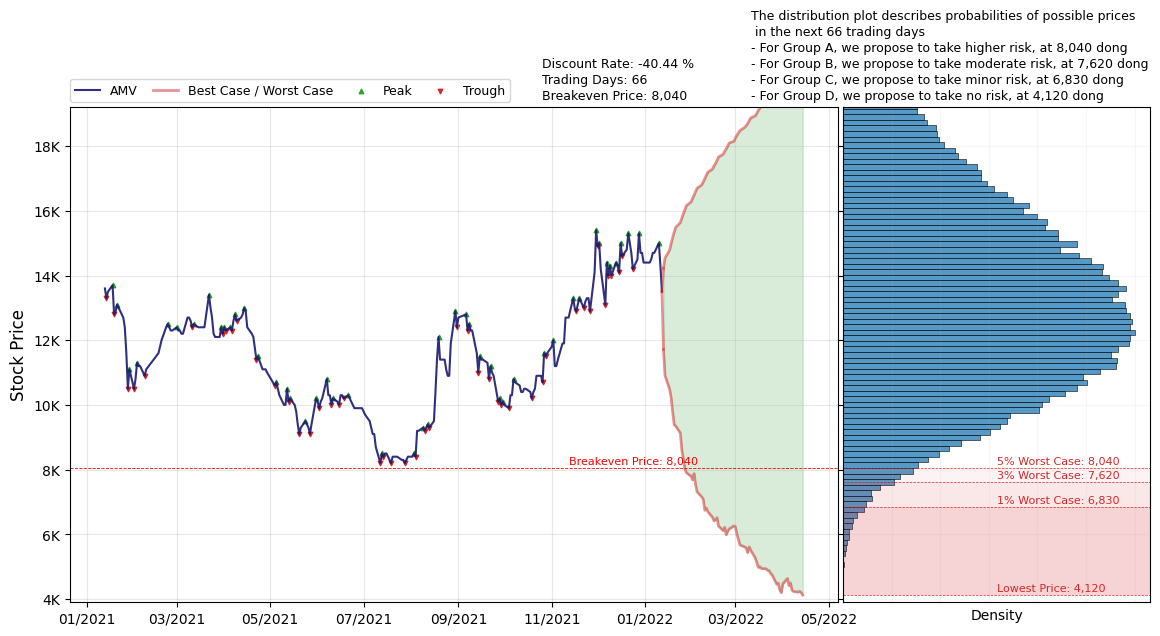 The distribution plot describes probabilities of possible prices
in the next 66 trading days
- For Group A, we propose to take higher risk, at 8,040 dong
- For Group B, we propose to take moderate risk, at 7,620 dong
- For Group C, we propose to take minor risk, at 6,830 dong
- For Group D, we propose to take no risk, at 4,120 dong
Discount Rate: -40.44 %
Trading Days: 66
Breakeven Price: 8,040
AMV
Best Case / Worst Case
Peak
Trough
Stock Price
18K
16K
14K
12K
10K
8K
6K
4K
Breakeven Price: 8,040
5% Worst Case: 8,040
3% Worst Case: 7,620
1% Worst Case: 6,830
Lowest Price: 4,120
01/2021
03/2021
05/2021
07/2021
09/2021
11/2021
01/2022
03/2022
05/2022
Density